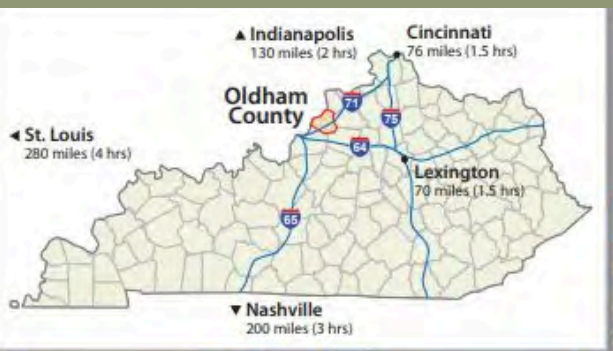 ▲ Indianapolis
130 miles (2 hrs)
Cincinnati
76 miles (1.5 hrs)
Oldham
County
71
75
◄ St. Louis
280 miles (4 hrs)
64
Lexington
70 miles (1.5 hrs)
65
▼ Nashville
200 miles (3 hrs)